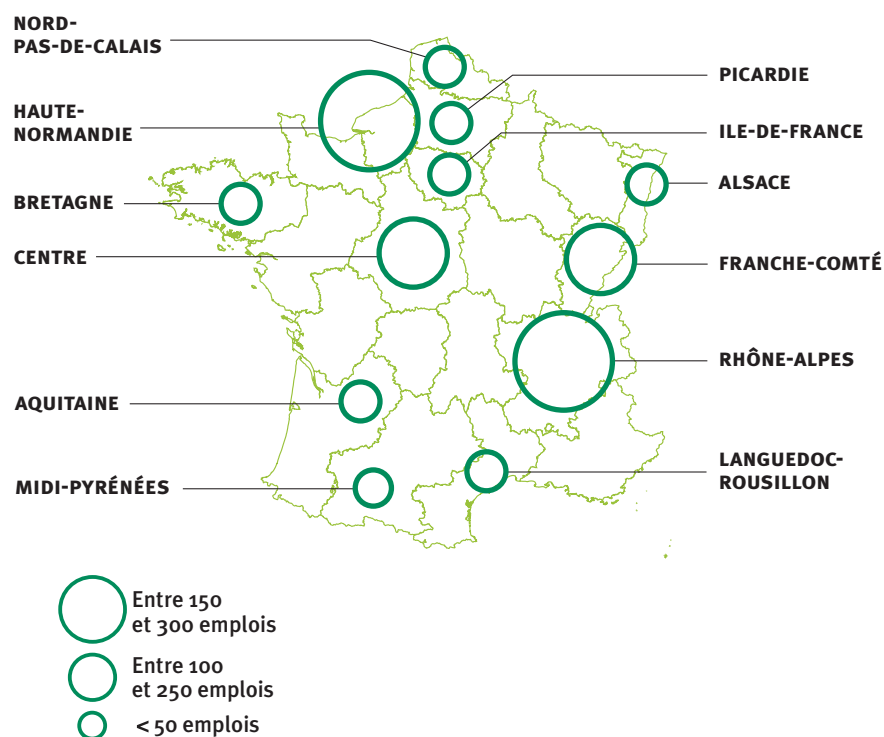 NORD-
PAS-DE-CALAIS
HAUTE-
NORMANDIE
BRETAGNE
CENTRE
AQUITAINE
MIDI-PYRÉNÉES
PICARDIE
ILE-DE-FRANCE
ALSACE
FRANCHE-COMTÉ
RHÔNE-ALPES
LANGUEDOC-
ROUSILLON
Entre 150
et 300 emplois
Entre 100
et 250 emplois
< 50 emplois